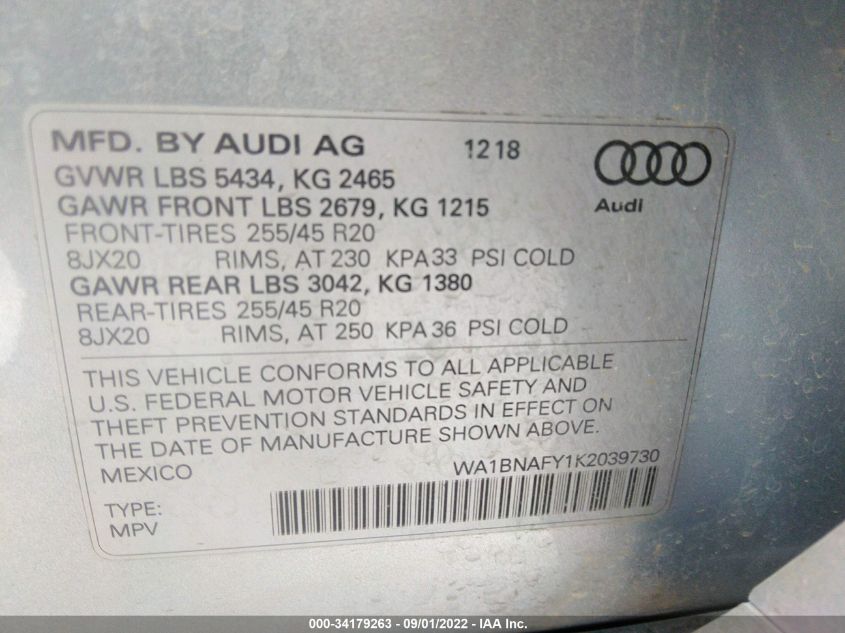 MFD. BY AUDI AG 1218
GVWR LBS 5434, KG 2465
GAWR FRONT LBS 2679, KG 1215
Audi
FRONT-TIRES 255/45 R20
8JX20 RIMS, AT 230 KPA33 PSI COLD
GAWR REAR LBS 3042, KG 1380
REAR-TIRES 255/45 R20
8JX20 RIMS, AT 250 KPA36 PSI COLD
THIS VEHICLE CONFORMS TO ALL APPLICABLE
U.S. FEDERAL MOTOR VEHICLE SAFETY AND
THEFT PREVENTION STANDARDS IN EFFECT ON
THE DATE OF MANUFACTURE SHOWN ABOVE.
MEXICO WA1BNAFY1K2039730
TYPE:
MPV
000-34179263 - 09/01/2022 - IAA Inc.